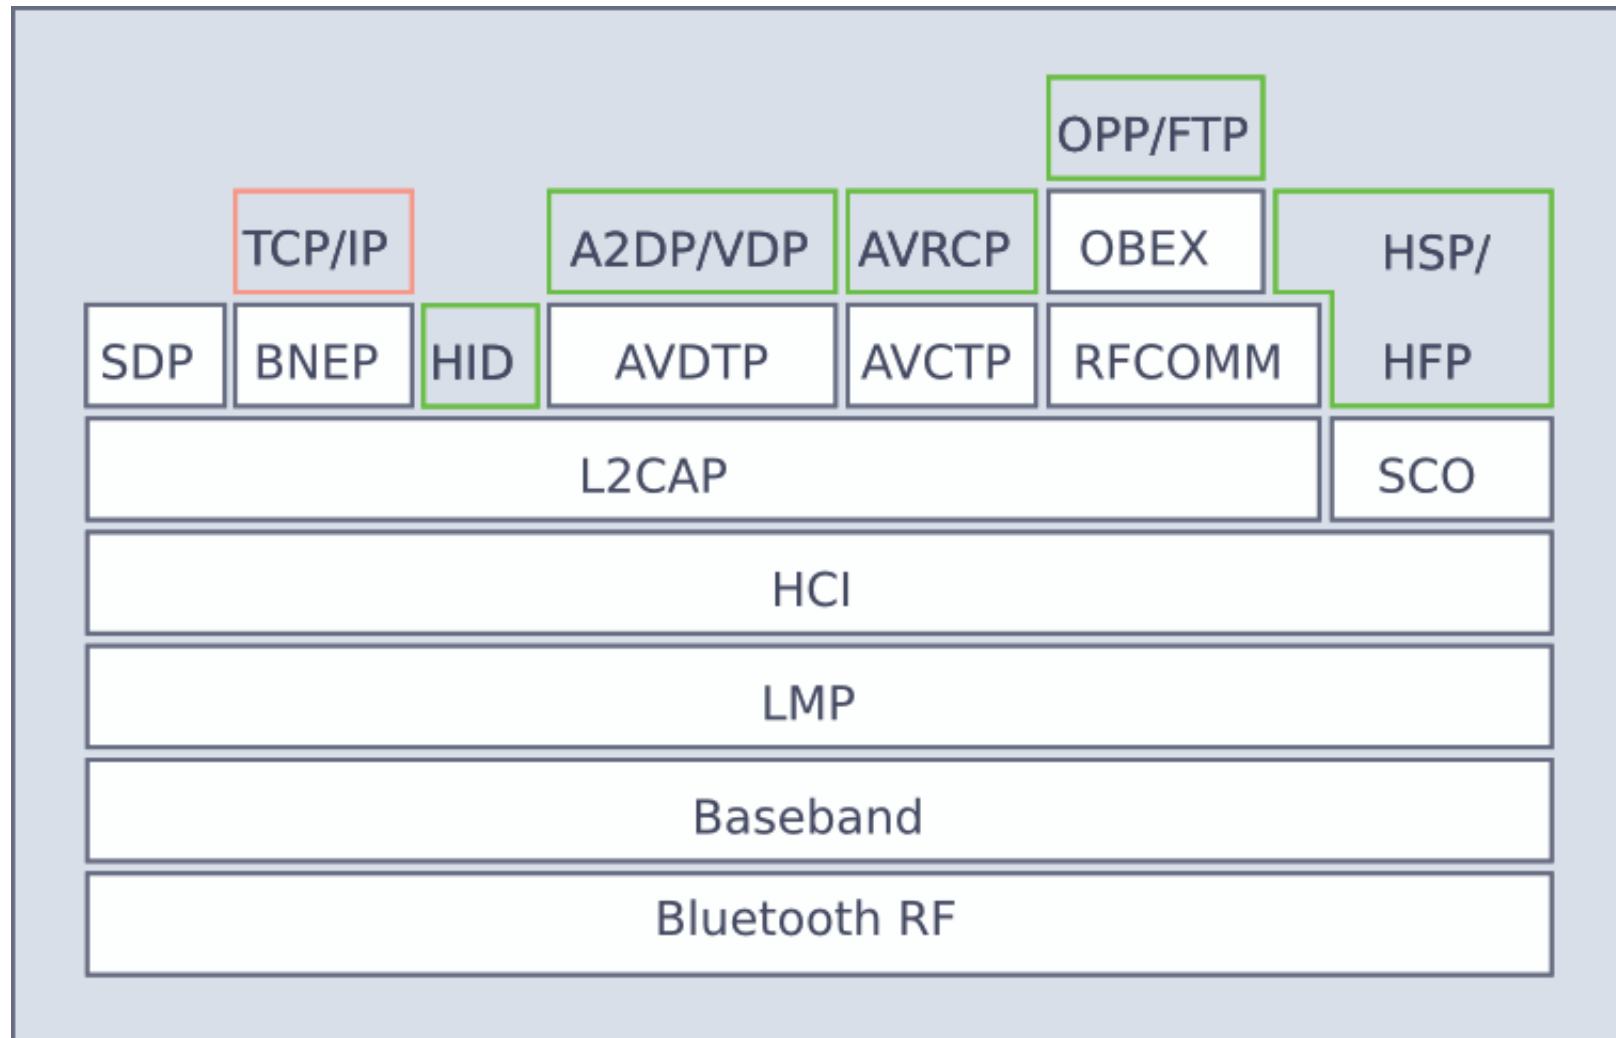 OPP/FTP
TCP/IP
A2DP/VDP
AVRCP
OBEX
HSP/
SDP
BNEP
HID
AVDTP
AVCTP
RFCOMM
HFP
L2CAP
SCO
HCI
LMP
Baseband
Bluetooth RF